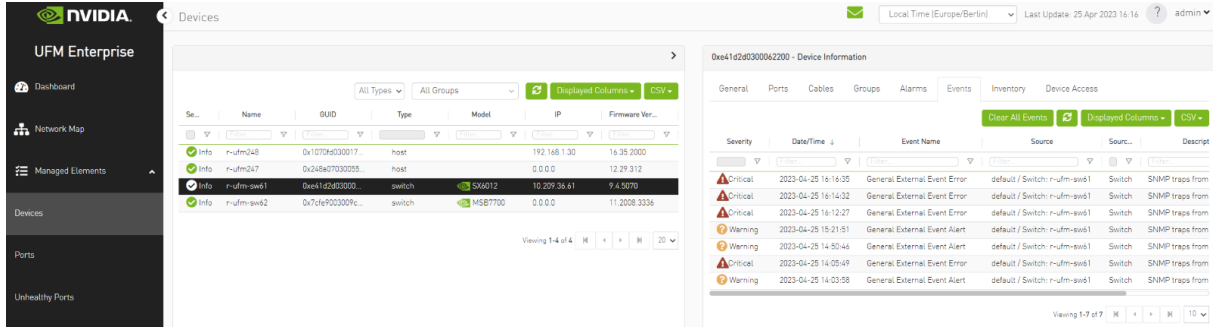 NVIDIA.
Devices
Local Time (Europe/Berlin)
Last Update: 25 Apr 2023 16:16
?
admin
UFM Enterprise
Dashboard
Network Map
Managed Elements
Devices
Ports
Unhealthy Ports
All Types
All Groups
Displayed Columns
CSV
Se... Name GUID Type Model IP Firmware Ver...
Filter... Filter... Filter... Filter... Filter...
Info r-ufm248 0x1070fd030017... host 192.168.1.30 16.35.2000
Info r-ufm247 0x248a07030055... host 0.0.0.0 12.29.312
Info r-ufm-sw61 0xe41d2d03000... switch SX6012 10.209.36.61 9.4.5070
Info r-ufm-sw62 0x7cfe9003009c... switch MSB7700 0.0.0.0 11.2008.3336
Viewing 1-4 of 4 20
0xe41d2d0300062200 - Device Information
General Ports Cables Groups Alarms Events Inventory Device Access
Clear All Events Displayed Columns CSV
Severity Date/Time ↓ Event Name Source Sourc... Descript
Filter... Filter... Filter... Filter...
Critical 2023-04-25 16:16:35 General External Event Error default / Switch: r-ufm-sw61 Switch SNMP traps from
Critical 2023-04-25 16:14:32 General External Event Error default / Switch: r-ufm-sw61 Switch SNMP traps from
Critical 2023-04-25 16:12:27 General External Event Error default / Switch: r-ufm-sw61 Switch SNMP traps from
Warning 2023-04-25 15:21:51 General External Event Alert default / Switch: r-ufm-sw61 Switch SNMP traps from
Warning 2023-04-25 14:50:46 General External Event Alert default / Switch: r-ufm-sw61 Switch SNMP traps from
Critical 2023-04-25 14:05:49 General External Event Error default / Switch: r-ufm-sw61 Switch SNMP traps from
Warning 2023-04-25 14:03:58 General External Event Alert default / Switch: r-ufm-sw61 Switch SNMP traps from
Viewing 1-7 of 7 10